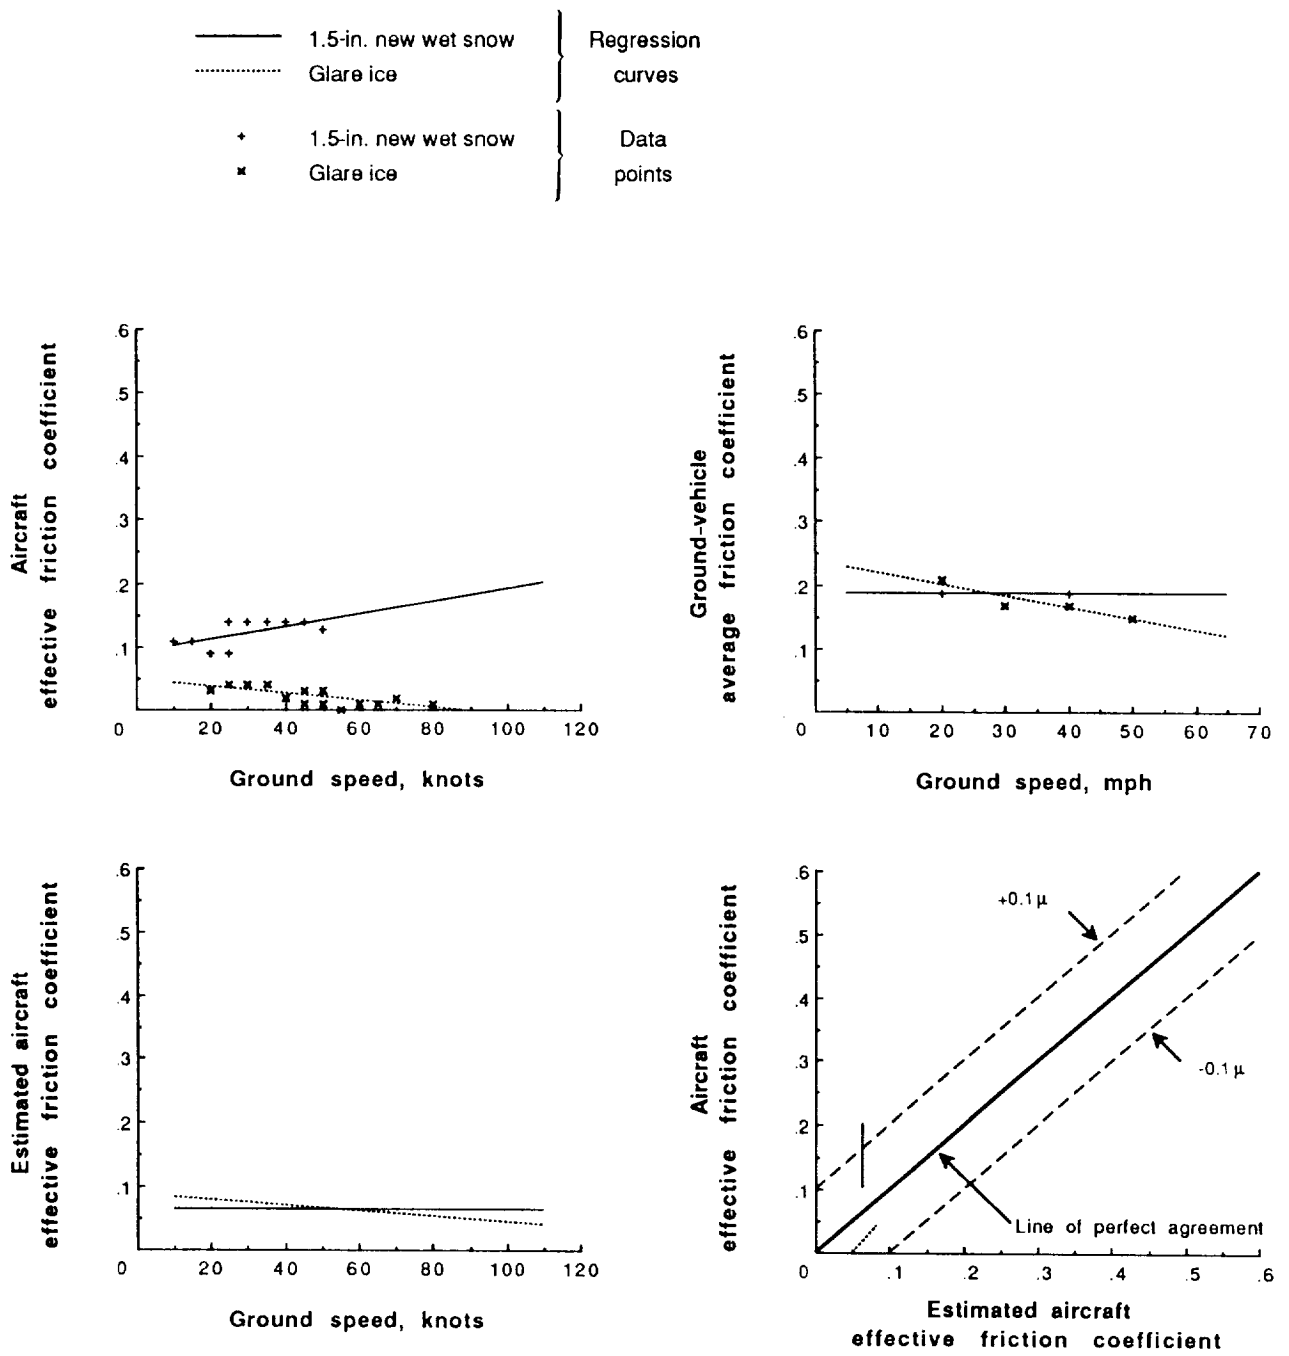 1.5-in. new wet snow
Glare ice
Regression
curves
1.5-in. new wet snow
Glare ice
Data
points
+
×
Aircraft
effective friction coefficient
.6
.5
.4
.3
.2
.1
0 20 40 60 80 100 120
Ground speed, knots
Ground-vehicle
average friction coefficient
.6
.5
.4
.3
.2
.1
0 10 20 30 40 50 60 70
Ground speed, mph
Estimated aircraft
effective friction coefficient
.6
.5
.4
.3
.2
.1
0 20 40 60 80 100 120
Ground speed, knots
Aircraft
effective friction coefficient
.6
.5
.4
.3
.2
.1
0 .1 .2 .3 .4 .5 .6
+0.1 μ
-0.1 μ
Line of perfect agreement
Estimated aircraft
effective friction coefficient